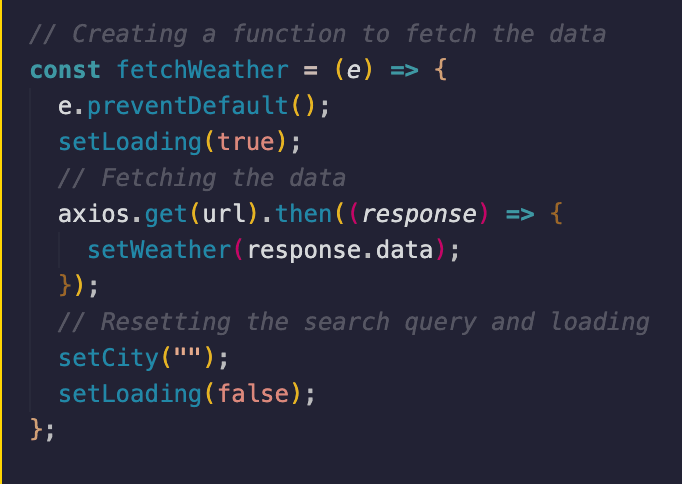 // Creating a function to fetch the data
const fetchWeather = (e) => {
  e.preventDefault();
  setLoading(true);
  // Fetching the data
  axios.get(url).then((response) => {
    setWeather(response.data);
  });
  // Resetting the search query and loading
  setCity("");
  setLoading(false);
};